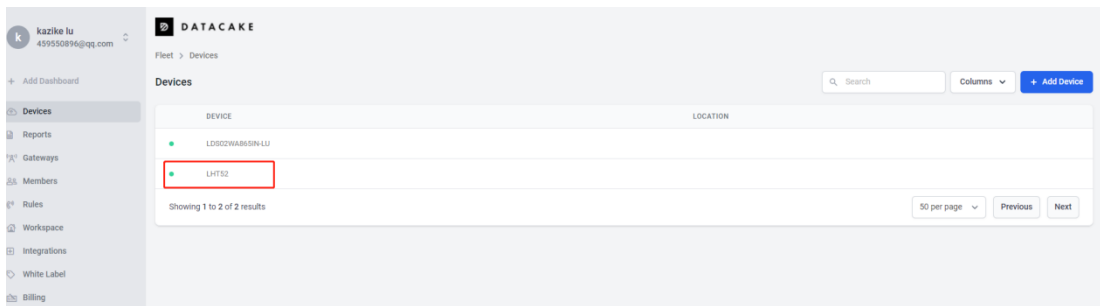 k
kazike lu
459550896@qq.com
+ Add Dashboard
Devices
Reports
Gateways
Members
Rules
Workspace
Integrations
White Label
Billing
DATACAKE
Fleet > Devices
Devices
Search
Columns
+ Add Device
DEVICE LOCATION
LDS02WA865IN-LU
LHT52
Showing 1 to 2 of 2 results
50 per page
Previous
Next